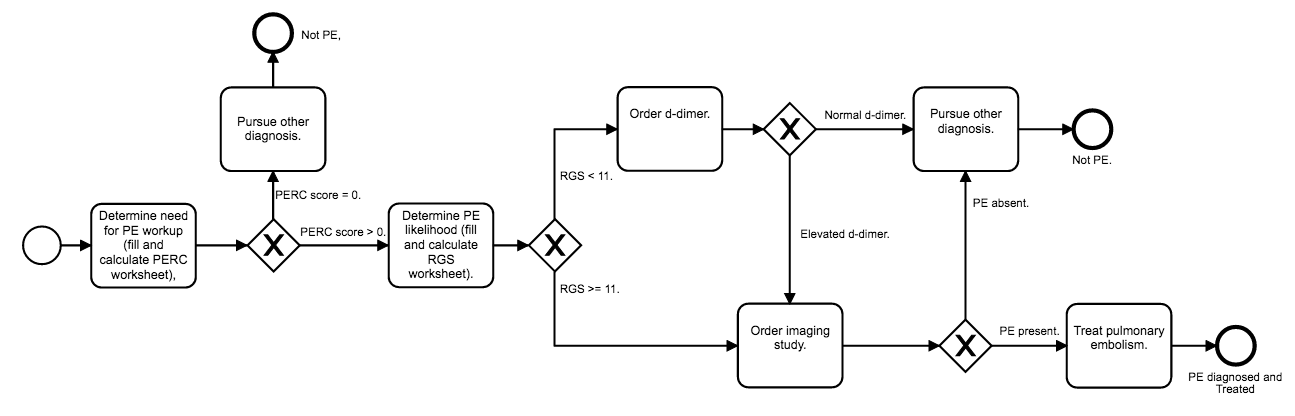 Not PE,
Pursue other
diagnosis.
PERC score = 0.
Determine need
for PE workup
(fill and
calculate PERC
worksheet),
X
PERC score > 0.
Determine PE
likelihood (fill
and calculate
RGS
worksheet).
X
RGS < 11.
RGS >= 11.
Order d-dimer.
X
Normal d-dimer.
Pursue other
diagnosis.
Not PE.
Elevated d-dimer.
PE absent.
Order imaging
study.
X
PE present.
Treat pulmonary
embolism.
PE diagnosed and
Treated